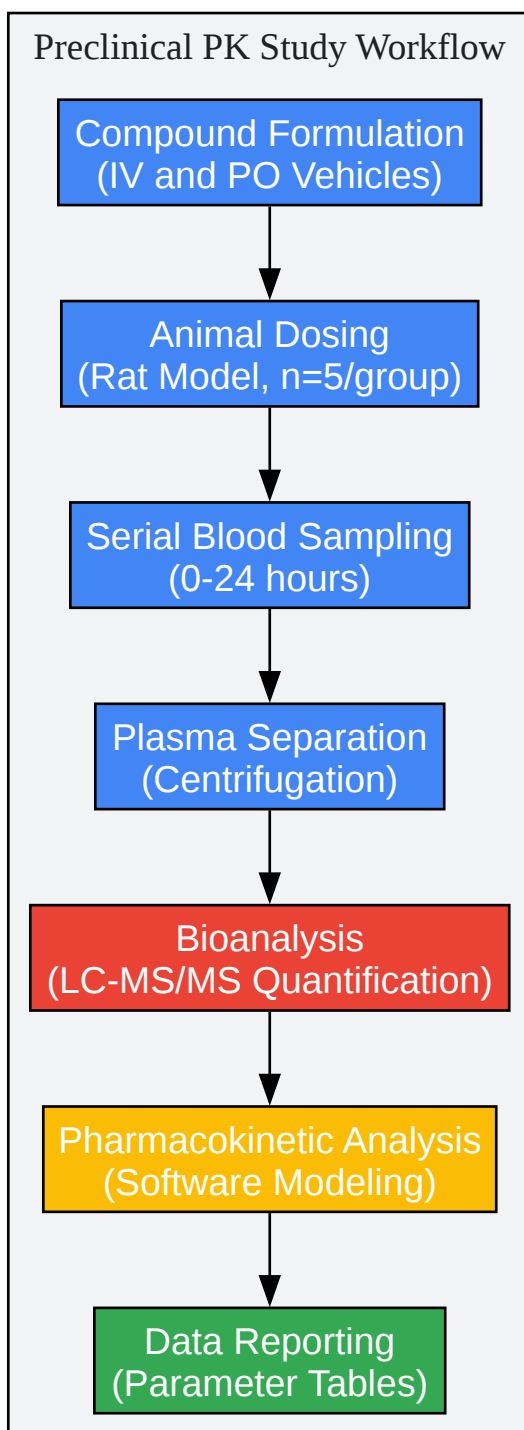 Preclinical PK Study Workflow
Compound Formulation
(IV and PO Vehicles)
Animal Dosing
(Rat Model, n=5/group)
Serial Blood Sampling
(0-24 hours)
Plasma Separation
(Centrifugation)
Bioanalysis
(LC-MS/MS Quantification)
Pharmacokinetic Analysis
(Software Modeling)
Data Reporting
(Parameter Tables)